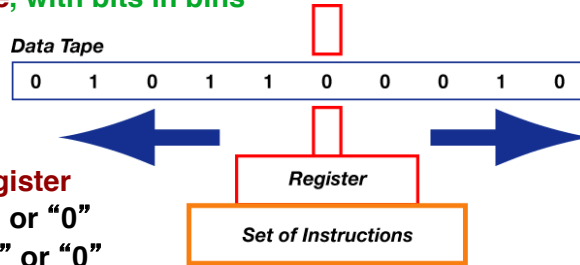 , with bits in bins
Data Tape
0 1 0 1 1 0 0 0 1 0
Register
or “0”
” or “0”
Register
Set of Instructions